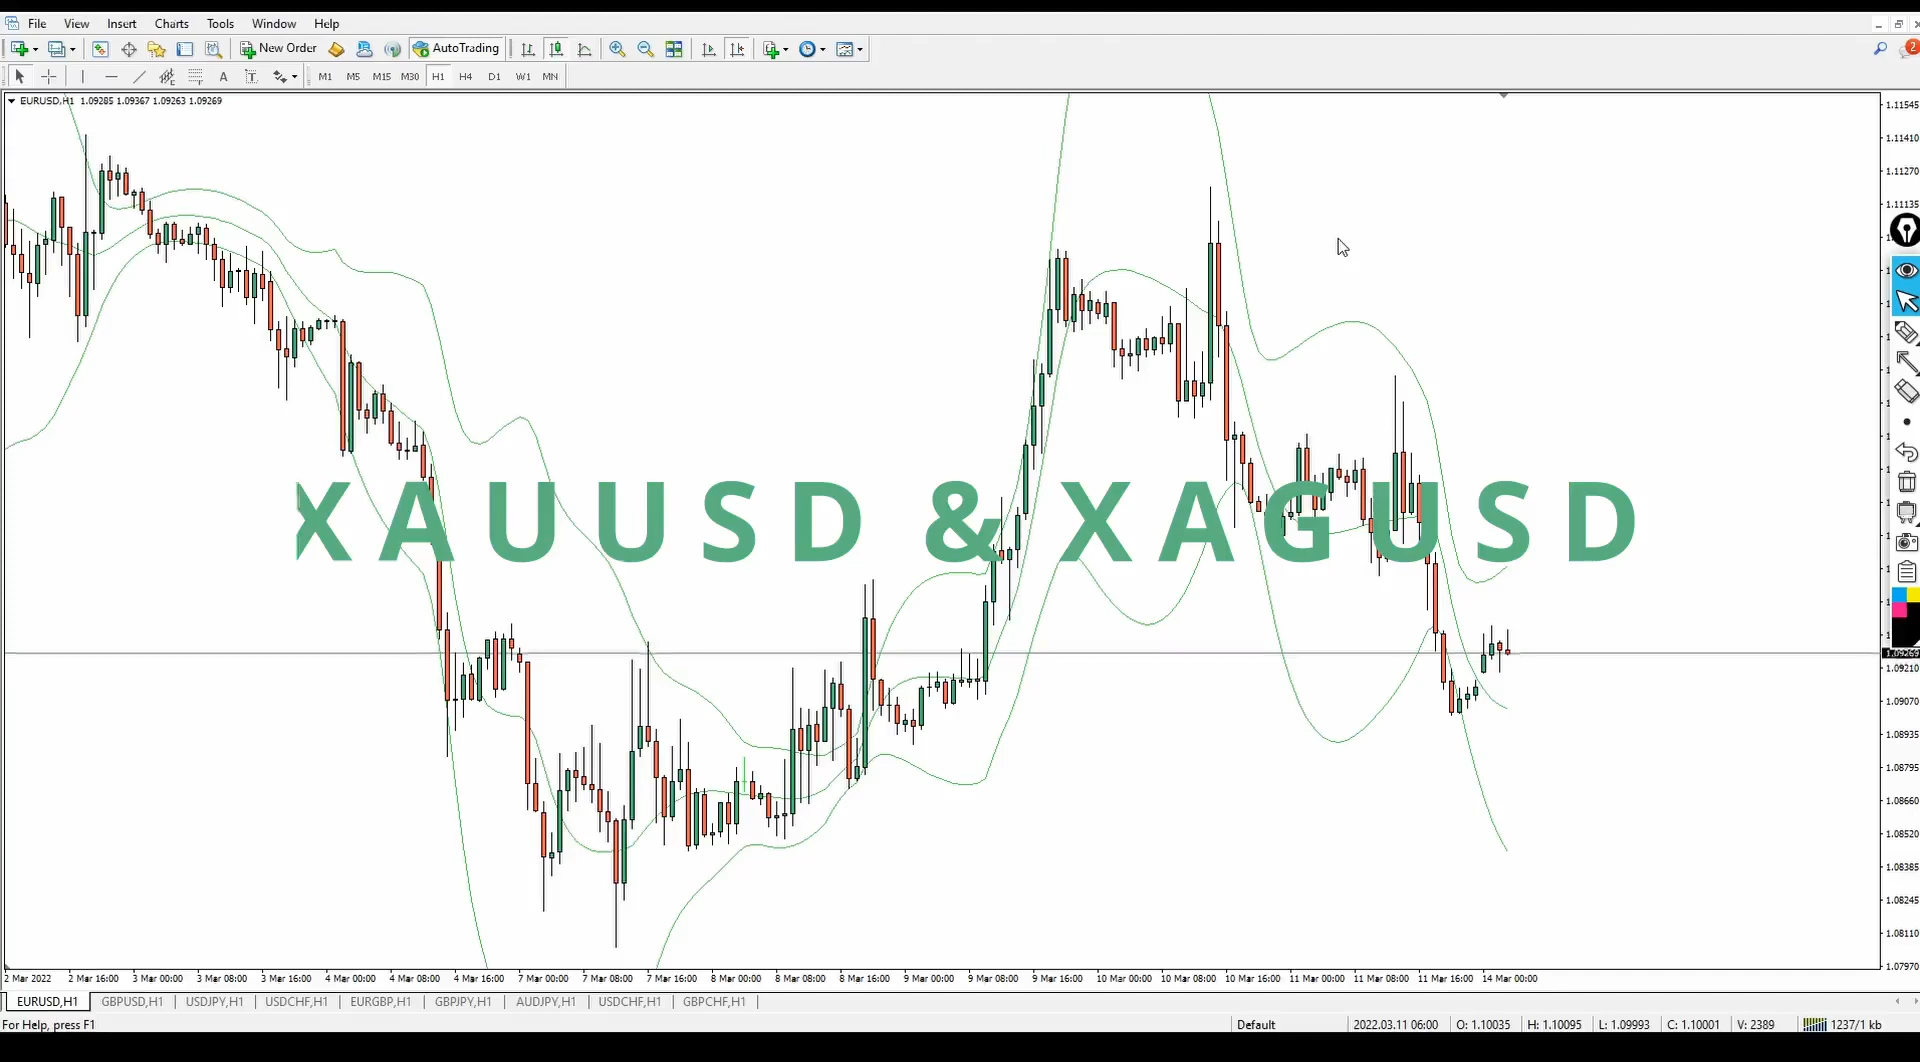 File View Insert Charts Tools Window Help
New Order AutoTrading 2
A T M1 M5 M15 M30 H1 H4 D1 W1 MN
EURUSD,H1 1.09285 1.09367 1.09263 1.09269
1.11545
1.11410
1.11270
1.11135
XAUUSD & XAGUSD
1.09269
1.09210
1.09070
1.08935
1.08795
1.08660
1.08520
1.08385
1.08245
1.08110
1.07970
2 Mar 2022 2 Mar 16:00 3 Mar 00:00 3 Mar 08:00 3 Mar 16:00 4 Mar 00:00 4 Mar 08:00 4 Mar 16:00 7 Mar 00:00 7 Mar 08:00 7 Mar 16:00 8 Mar 00:00 8 Mar 08:00 8 Mar 16:00 9 Mar 00:00 9 Mar 08:00 9 Mar 16:00 10 Mar 00:00 10 Mar 08:00 10 Mar 16:00 11 Mar 00:00 11 Mar 08:00 11 Mar 16:00 14 Mar 00:00
EURUSD,H1 GBPUSD,H1 USDJPY,H1 USDCHF,H1 EURGBP,H1 GBPJPY,H1 AUDJPY,H1 USDCHF,H1 GBPCHF,H1
For Help, press F1 Default 2022.03.11 06:00 O: 1.10035 H: 1.10095 L: 1.09993 C: 1.10001 V: 2389 1237/1 kb